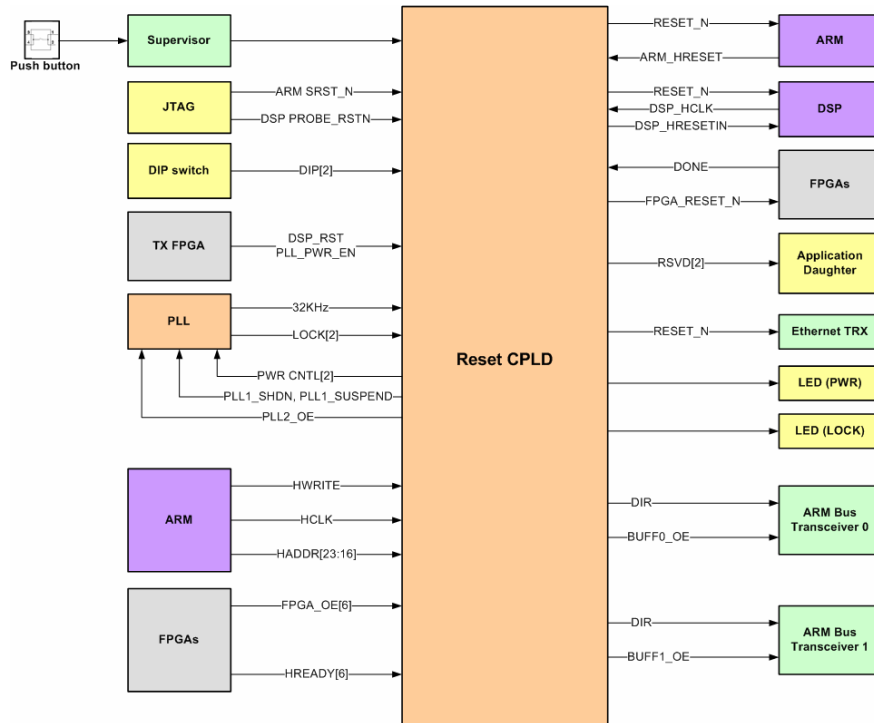 Push button
Supervisor
JTAG
ARM SRST_N
DSP PROBE_RSTN
DIP switch
DIP[2]
TX FPGA
DSP_RST
PLL_PWR_EN
PLL
32KHz
LOCK[2]
PWR CNTL[2]
PLL1_SHDN, PLL1_SUSPEND
PLL2_OE
ARM
HWRITE
HCLK
HADDR[23:16]
FPGAs
FPGA_OE[6]
HREADY[6]
Reset CPLD
RESET_N
ARM_HRESET
ARM
RESET_N
DSP_HCLK
DSP_HRESETIN
DSP
DONE
FPGA_RESET_N
FPGAs
RSVD[2]
Application
Daughter
RESET_N
Ethernet TRX
LED (PWR)
LED (LOCK)
DIR
BUFF0_OE
ARM Bus
Transceiver 0
DIR
BUFF1_OE
ARM Bus
Transceiver 1